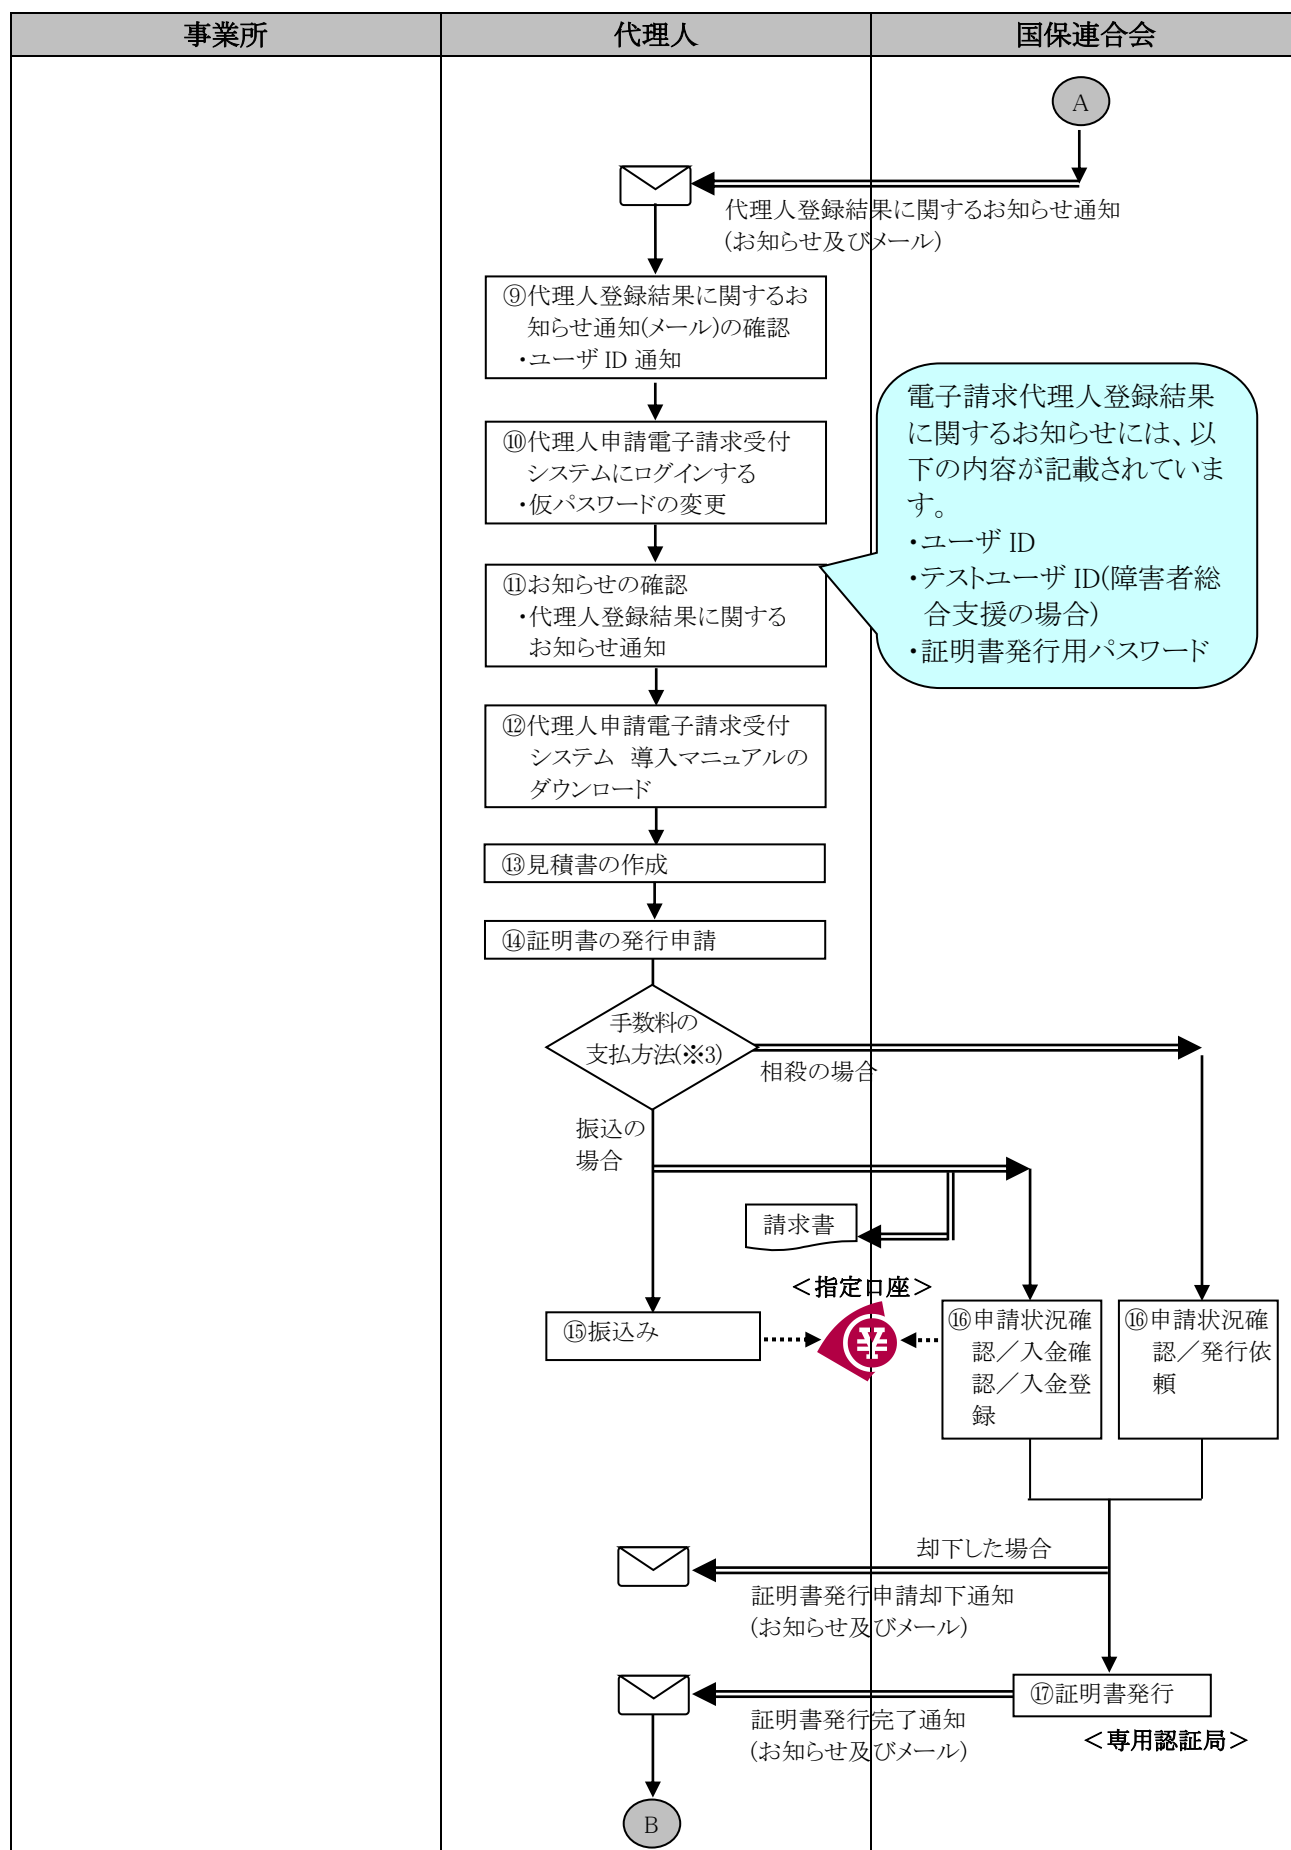 事業所
代理人
国保連合会
A
代理人登録結果に関するお知らせ通知
(お知らせ及びメール)
⑨代理人登録結果に関するお
知らせ通知(メール)の確認
・ユーザ ID 通知
⑩代理人申請電子請求受付
システムにログインする
・仮パスワードの変更
電子請求代理人登録結果
に関するお知らせには、以
下の内容が記載されていま
す。
・ユーザ ID
・テストユーザ ID(障害者総
合支援の場合)
・証明書発行用パスワード
⑪お知らせの確認
・代理人登録結果に関する
お知らせ通知
⑫代理人申請電子請求受付
システム 導入マニュアルの
ダウンロード
⑬見積書の作成
⑭証明書の発行申請
手数料の
支払方法(※3)
相殺の場合
振込の
場合
請求書
＜指定口座＞
⑮振込み
⑯申請状況確
認／入金確
認／入金登
録
⑯申請状況確
認／発行依
頼
却下した場合
証明書発行申請却下通知
(お知らせ及びメール)
⑰証明書発行
証明書発行完了通知
(お知らせ及びメール)
＜専用認証局＞
B